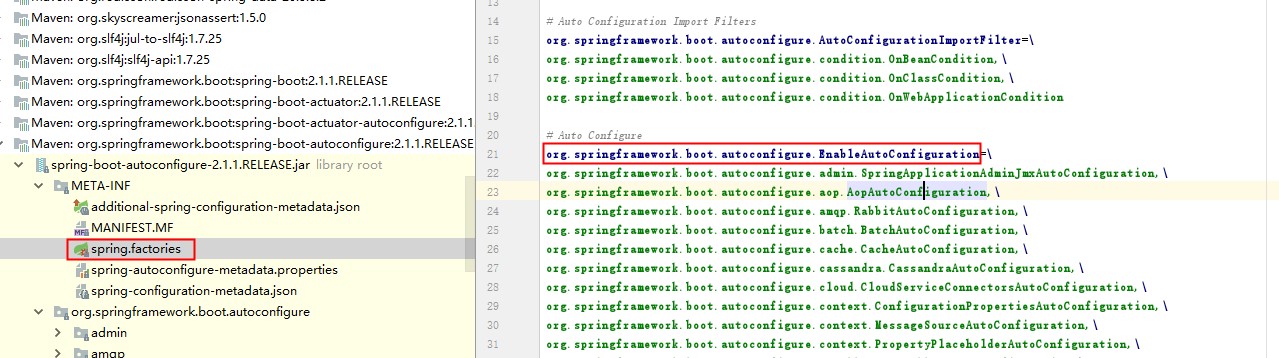 Maven: org.skyscreamer:jsonassert:1.5.0
Maven: org.slf4j:jul-to-slf4j:1.7.25
Maven: org.slf4j:slf4j-api:1.7.25
Maven: org.springframework.boot:spring-boot:2.1.1.RELEASE
Maven: org.springframework.boot:spring-boot-actuator:2.1.1.RELEASE
Maven: org.springframework.boot:spring-boot-actuator-autoconfigure:2.1.1.
Maven: org.springframework.boot:spring-boot-autoconfigure:2.1.1.RELEASE
spring-boot-autoconfigure-2.1.1.RELEASE.jar library root
META-INF
additional-spring-configuration-metadata.json
MANIFEST.MF
spring.factories
spring-autoconfigure-metadata.properties
spring-configuration-metadata.json
org.springframework.boot.autoconfigure
admin
amqp
13
14 # Auto Configuration Import Filters
15 org.springframework.boot.autoconfigure.AutoConfigurationImportFilter=\
16 org.springframework.boot.autoconfigure.condition.OnBeanCondition,\
17 org.springframework.boot.autoconfigure.condition.OnClassCondition,\
18 org.springframework.boot.autoconfigure.condition.OnWebApplicationCondition
19
20 # Auto Configure
21 org.springframework.boot.autoconfigure.EnableAutoConfiguration=\
22 org.springframework.boot.autoconfigure.admin.SpringApplicationAdminJmxAutoConfiguration,\
23 org.springframework.boot.autoconfigure.aop.AopAutoConfiguration,\
24 org.springframework.boot.autoconfigure.amqp.RabbitAutoConfiguration,\
25 org.springframework.boot.autoconfigure.batch.BatchAutoConfiguration,\
26 org.springframework.boot.autoconfigure.cache.CacheAutoConfiguration,\
27 org.springframework.boot.autoconfigure.cassandra.CassandraAutoConfiguration,\
28 org.springframework.boot.autoconfigure.cloud.CloudServiceConnectorsAutoConfiguration,\
29 org.springframework.boot.autoconfigure.context.ConfigurationPropertiesAutoConfiguration,\
30 org.springframework.boot.autoconfigure.context.MessageSourceAutoConfiguration,\
31 org.springframework.boot.autoconfigure.context.PropertyPlaceholderAutoConfiguration,\